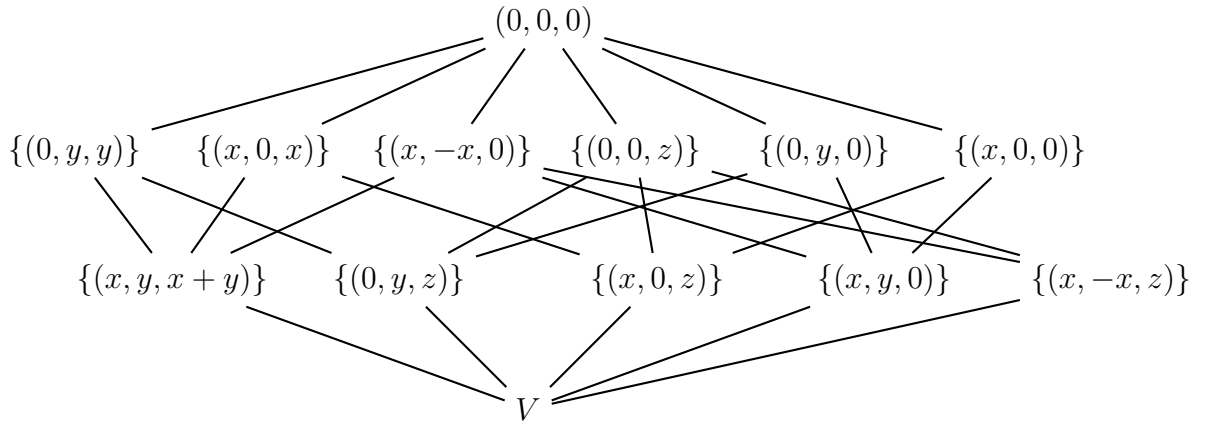 (0, 0, 0)
{(0, y, y)} {(x, 0, x)} {(x, −x, 0)} {(0, 0, z)} {(0, y, 0)} {(x, 0, 0)}
{(x, y, x + y)} {(0, y, z)} {(x, 0, z)} {(x, y, 0)} {(x, −x, z)}
V